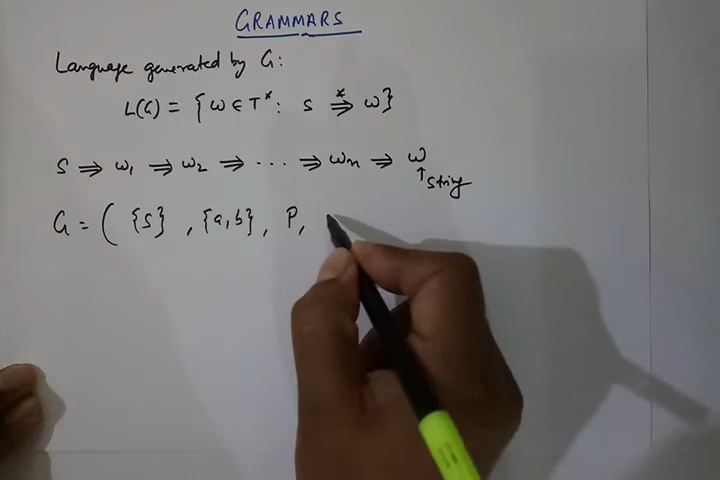 GRAMMARS
Language generated by G:
L(G) = { w ∈ T* : S ⇒* w }
S ⇒ w₁ ⇒ w₂ ⇒ ... ⇒ wₙ ⇒ w
↑ string
G = ( {S} , {a, b} , P,